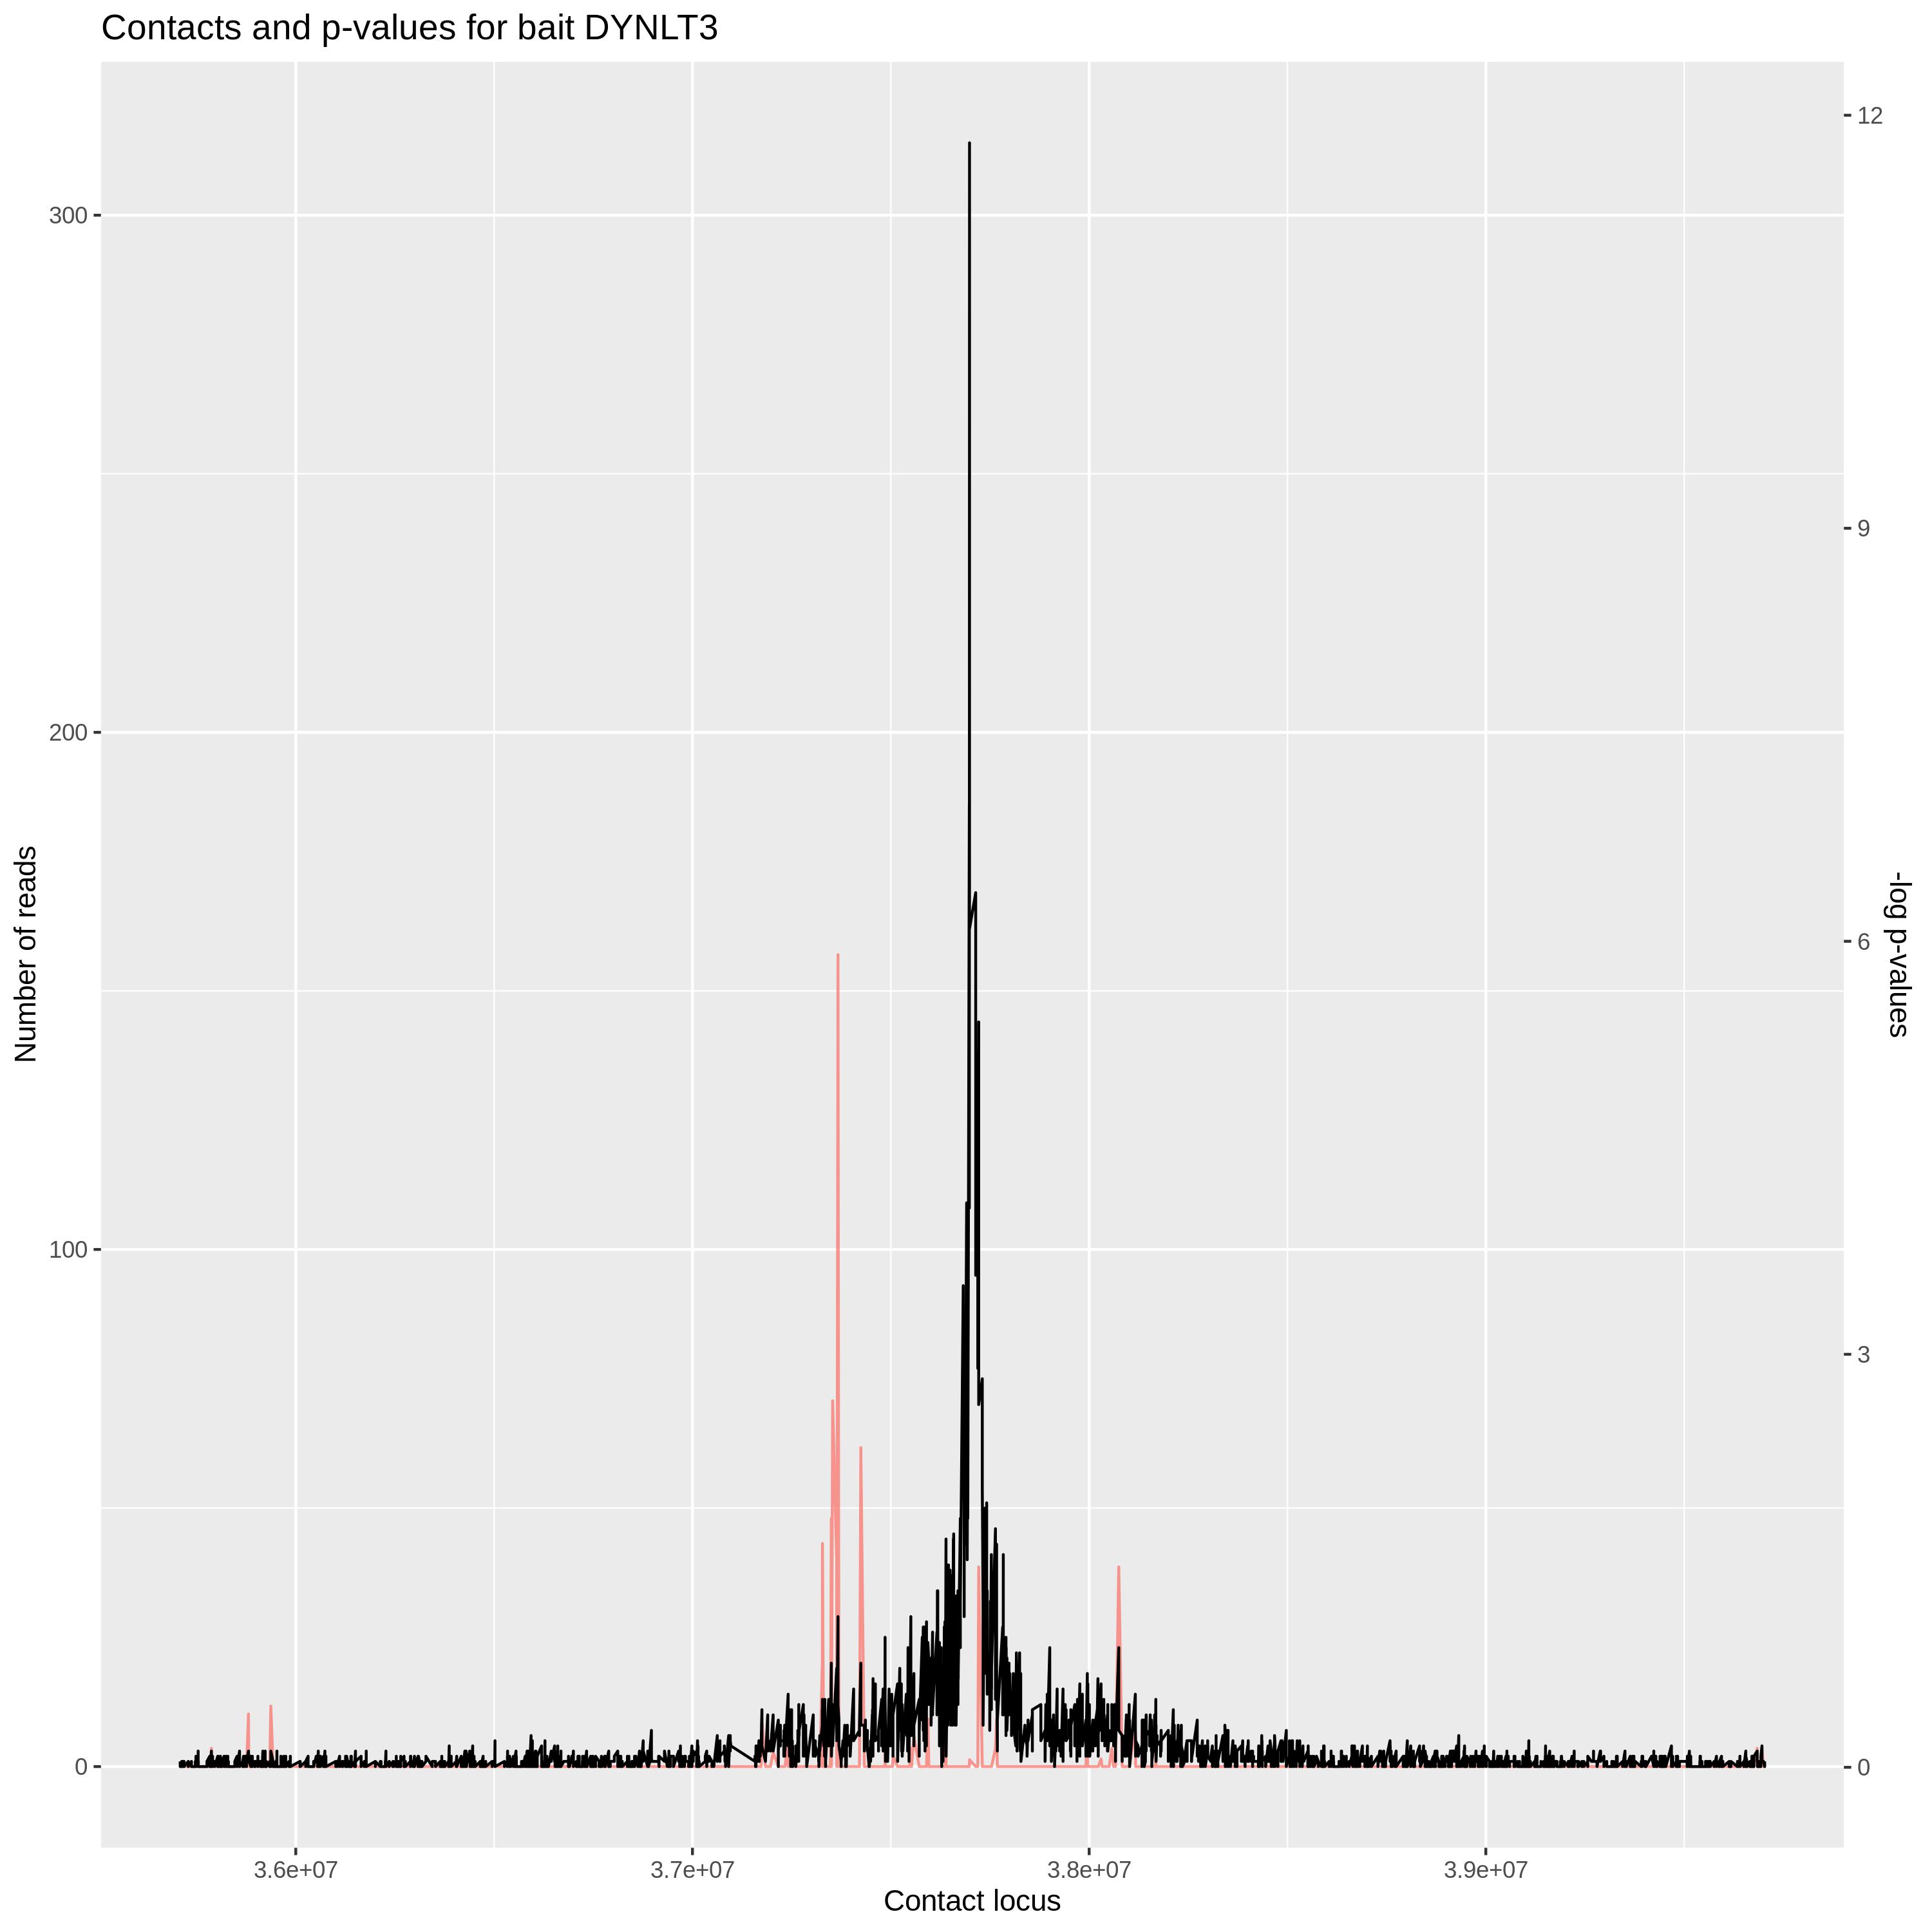 Contacts and p-values for bait DYNLT3
300
200
100
0
Number of reads
12
9
6
3
0
-log p-values
3.6e+07 3.7e+07 3.8e+07 3.9e+07
Contact locus